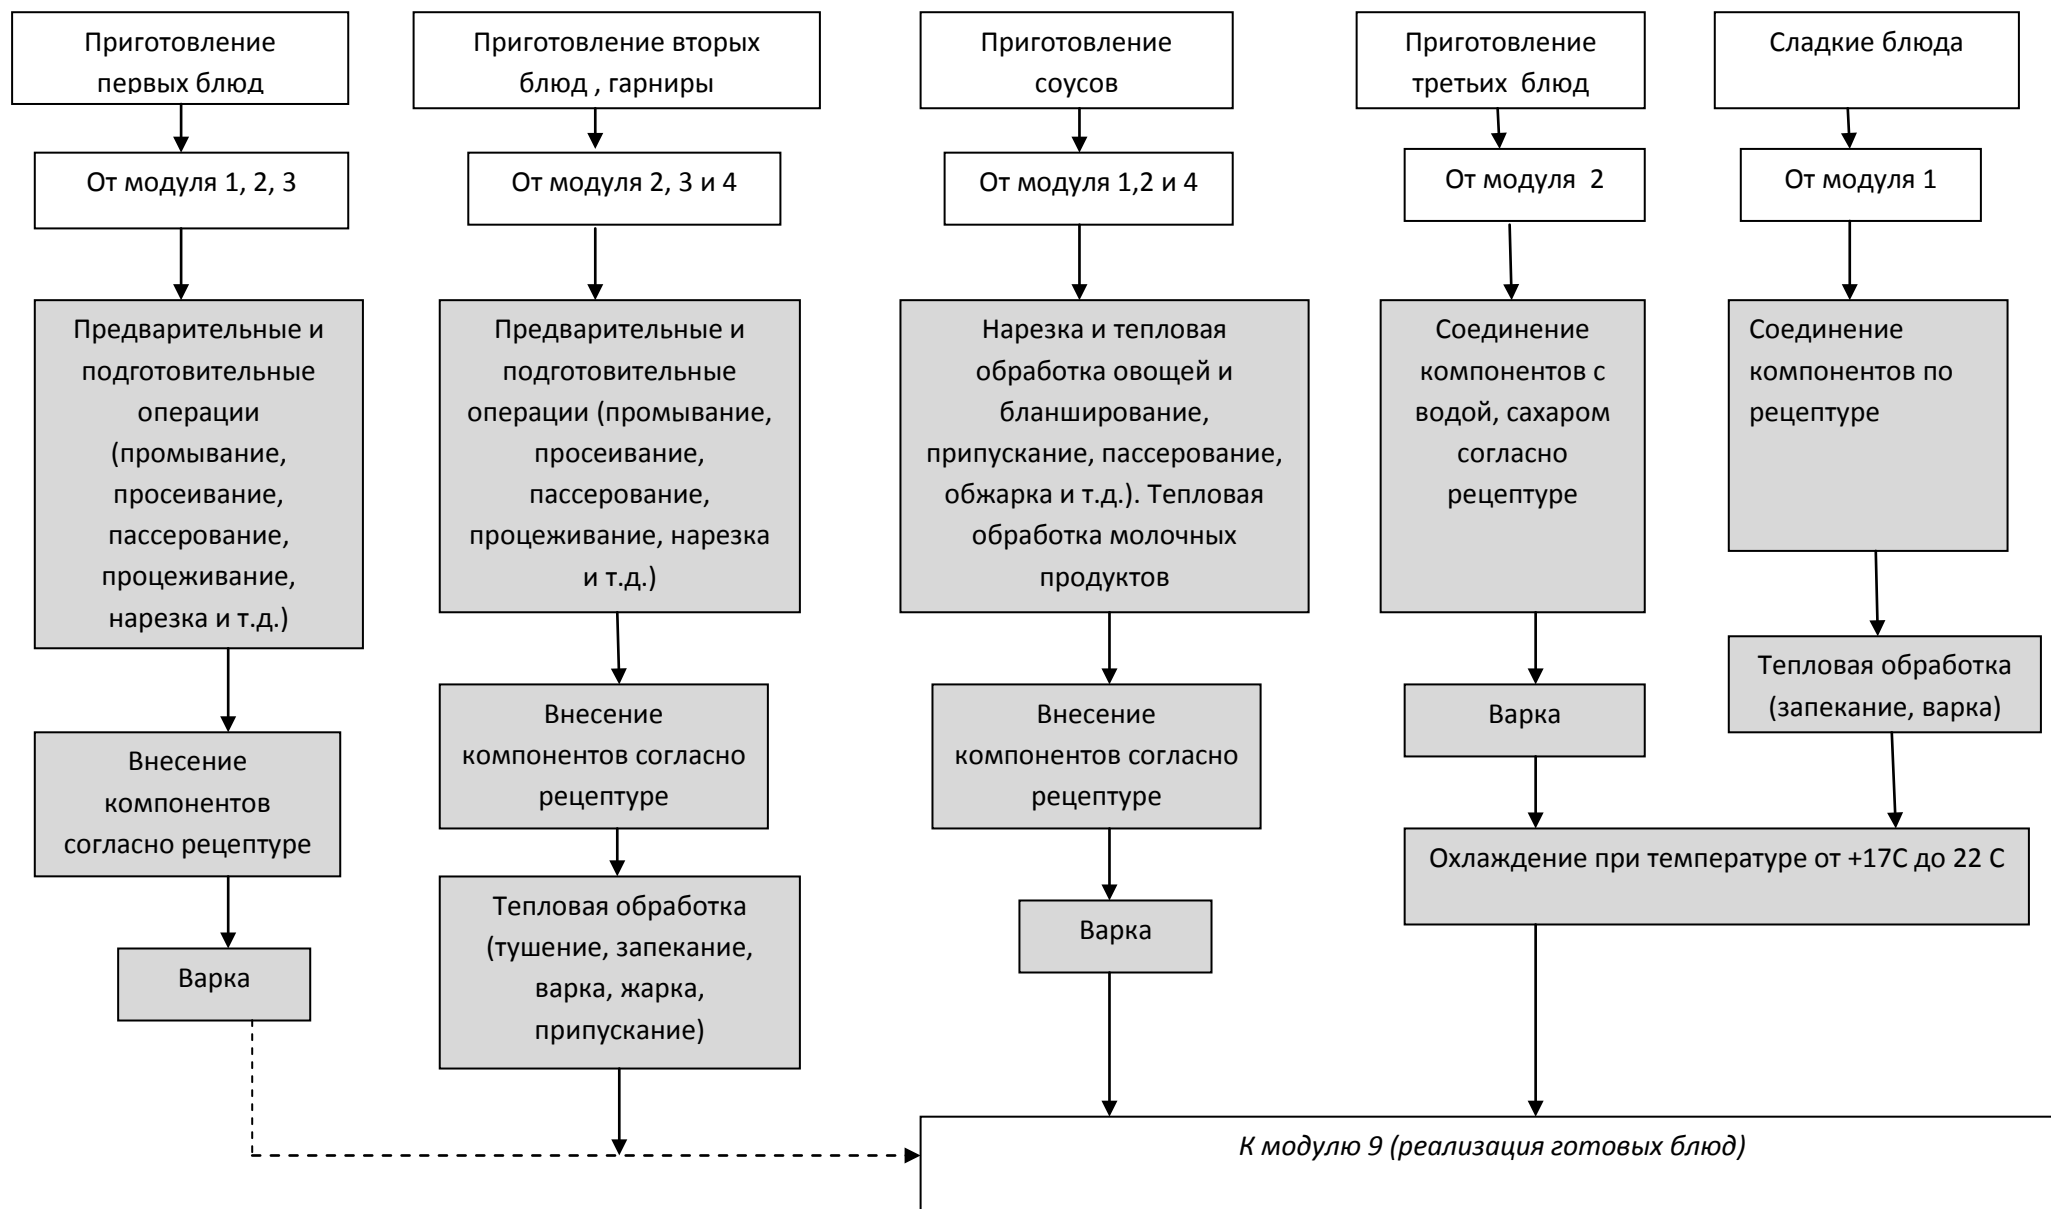 Приготовление
первых блюд
Приготовление вторых
блюд , гарниры
Приготовление
соусов
Приготовление
третьих блюд
Сладкие блюда
От модуля 1, 2, 3
От модуля 2, 3 и 4
От модуля 1,2 и 4
От модуля 2
От модуля 1
Предварительные и
подготовительные
операции
(промывание,
просеивание,
пассерование,
процеживание,
нарезка и т.д.)
Предварительные и
подготовительные
операции (промывание,
просеивание,
пассерование,
процеживание, нарезка
и т.д.)
Нарезка и тепловая
обработка овощей и
бланширование,
припускание, пассерование,
обжарка и т.д.). Тепловая
обработка молочных
продуктов
Соединение
компонентов с
водой, сахаром
согласно
рецептуре
Соединение
компонентов по
рецептуре
Внесение
компонентов
согласно рецептуре
Внесение
компонентов согласно
рецептуре
Внесение
компонентов согласно
рецептуре
Варка
Тепловая обработка
(запекание, варка)
Охлаждение при температуре от +17С до 22 С
Варка
Тепловая обработка
(тушение, запекание,
варка, жарка,
припускание)
Варка
К модулю 9 (реализация готовых блюд)